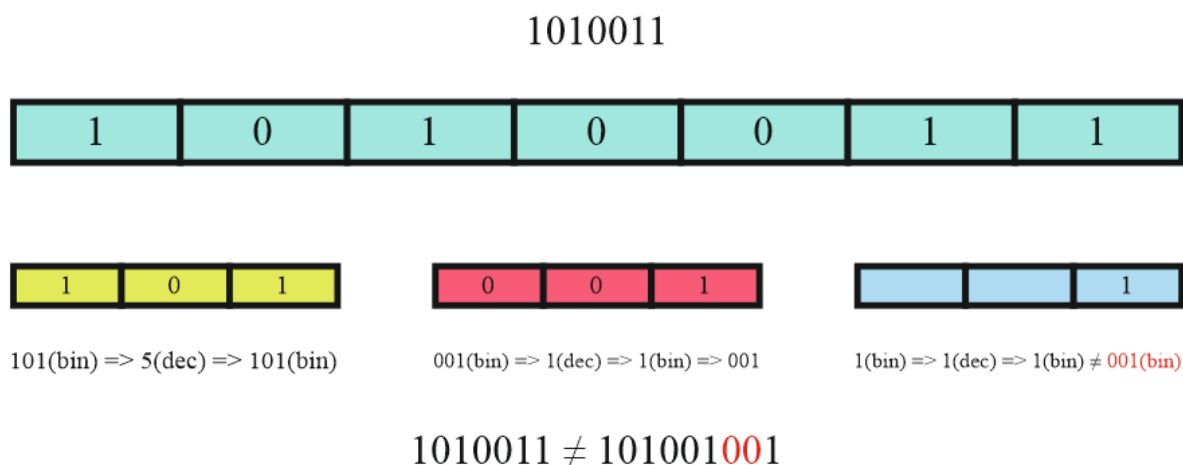 1010011
1 0 1 0 0 1 1
1 0 1
0 0 1
1
101(bin) => 5(dec) => 101(bin)
001(bin) => 1(dec) => 1(bin) => 001
1(bin) => 1(dec) => 1(bin) ≠ 001(bin)
1010011 ≠ 101001001